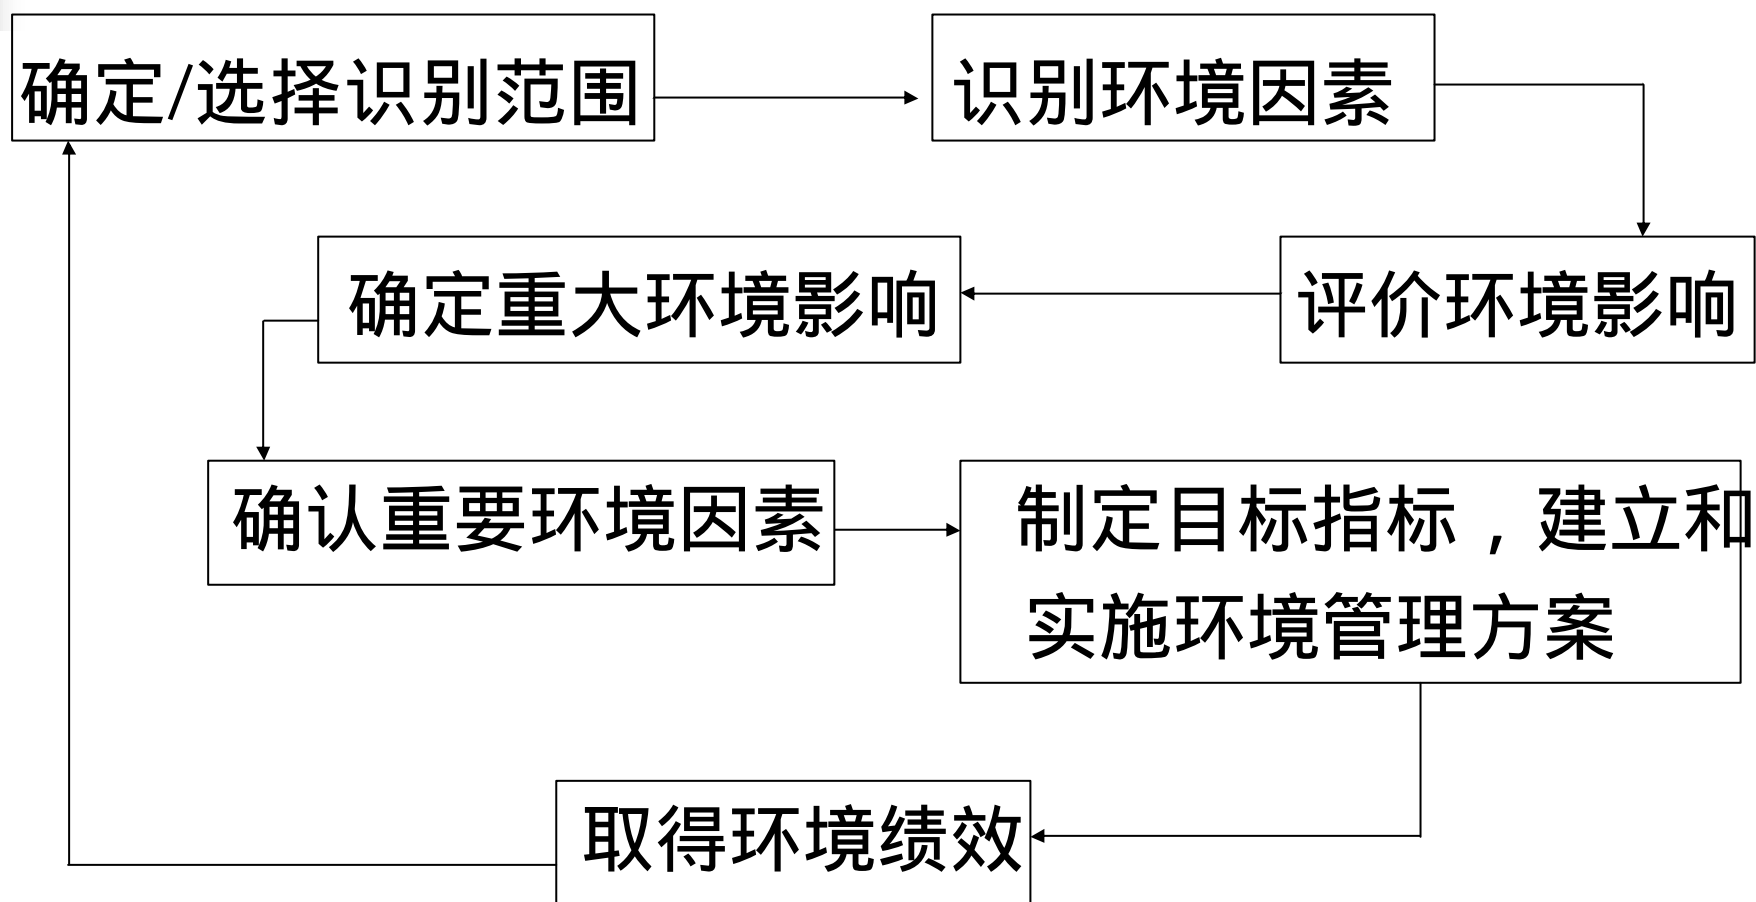 确定/选择识别范围
识别环境因素
评价环境影响
确定重大环境影响
确认重要环境因素
制定目标指标，建立和
实施环境管理方案
取得环境绩效